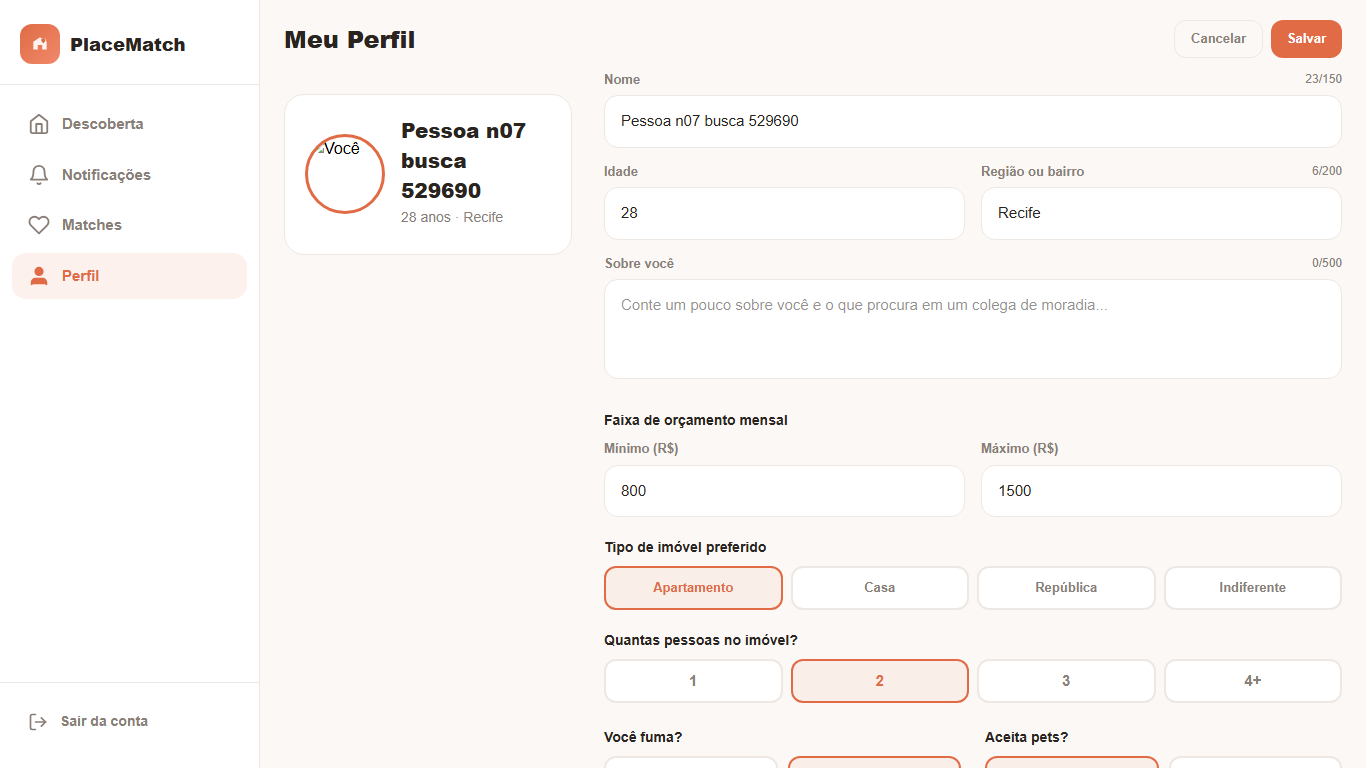 PlaceMatch
Descoberta
Notificações
Matches
Perfil
Sair da conta
Meu Perfil
Cancelar
Salvar
Você
Pessoa n07
busca
529690
28 anos · Recife
Nome
23/150
Pessoa n07 busca 529690
Idade
Região ou bairro
6/200
28
Recife
Sobre você
0/500
Conte um pouco sobre você e o que procura em um colega de moradia...
Faixa de orçamento mensal
Mínimo (R$)
Máximo (R$)
800
1500
Tipo de imóvel preferido
Apartamento
Casa
República
Indiferente
Quantas pessoas no imóvel?
1
2
3
4+
Você fuma?
Aceita pets?